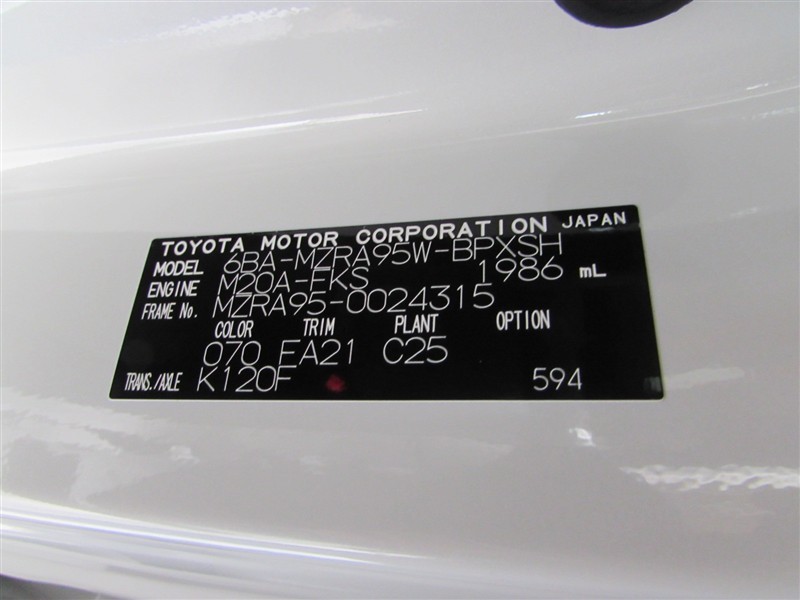 TOYOTA MOTOR CORPORATION JAPAN
MODEL 6BA-MZRA95W-BPXSH
ENGINE M20A-FKS 1986 mL
FRAME No. MZRA95-0024315
COLOR TRIM PLANT OPTION
070 EA21 C25
TRANS./AXLE K120F 594